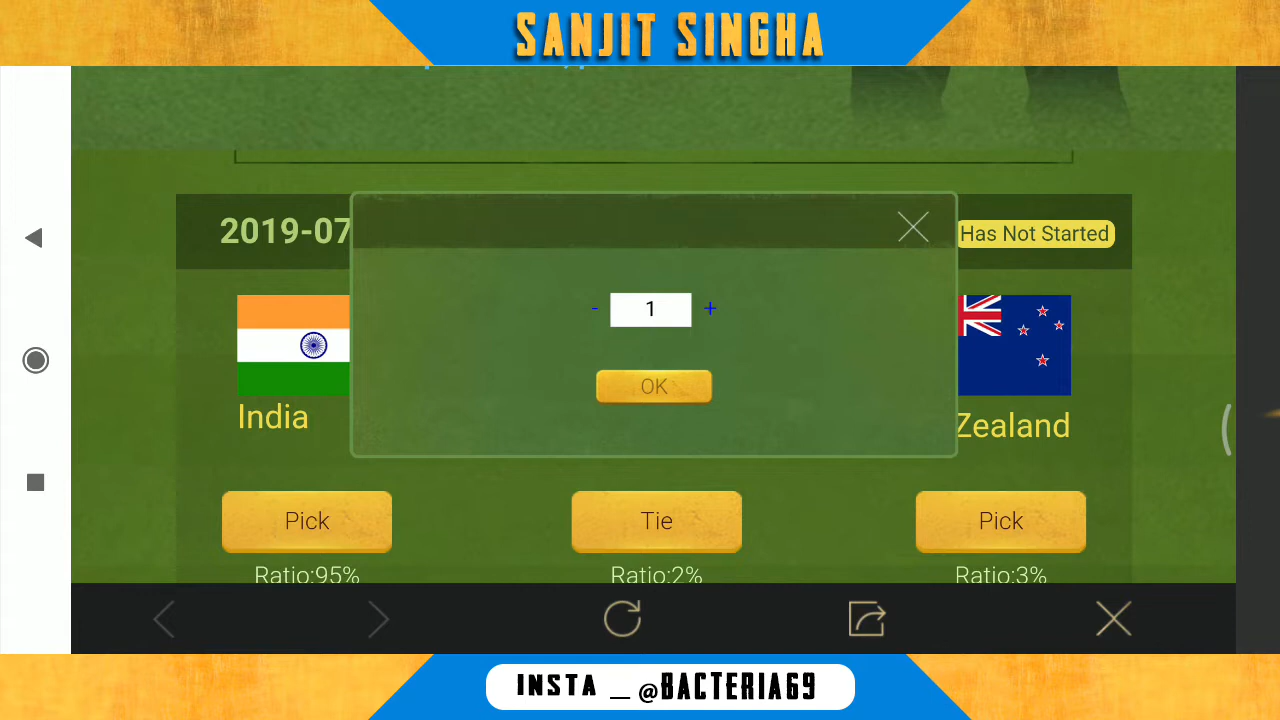 SANJIT SINGHA
2019-07
Has Not Started
- 1 +
OK
India
Zealand
Pick
Tie
Pick
Ratio:95%
Ratio:2%
Ratio:3%
INSTA _ @BACTERIA69